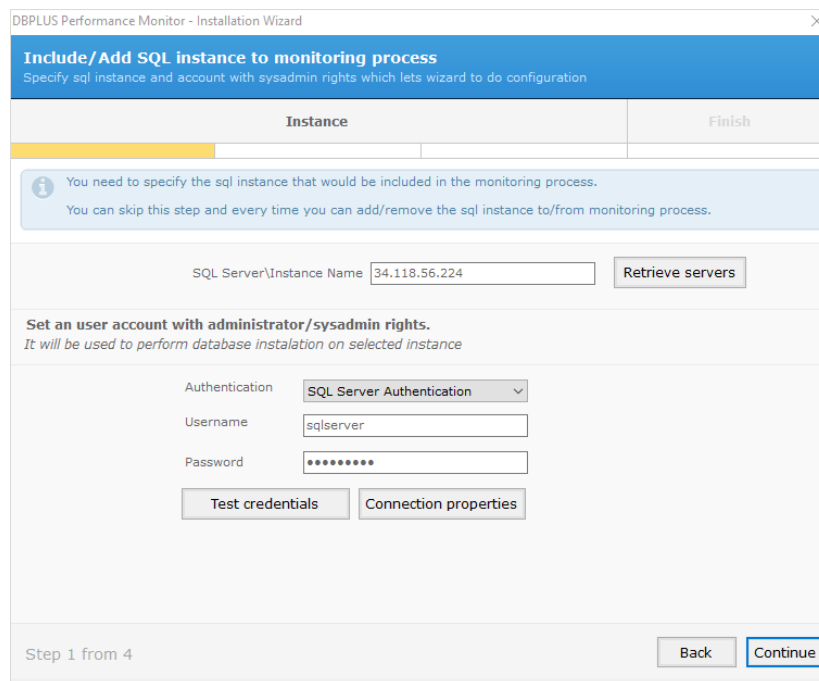 DBPLUS Performance Monitor - Installation Wizard
Include/Add SQL instance to monitoring process
Specify sql instance and account with sysadmin rights which lets wizard to do configuration
Instance Finish
You need to specify the sql instance that would be included in the monitoring process.
You can skip this step and every time you can add/remove the sql instance to/from monitoring process.
SQL Server\Instance Name 34.118.56.224 Retrieve servers
Set an user account with administrator/sysadmin rights.
It will be used to perform database instalation on selected instance
Authentication SQL Server Authentication
Username sqlserver
Password •••••••••
Test credentials Connection properties
Step 1 from 4 Back Continue